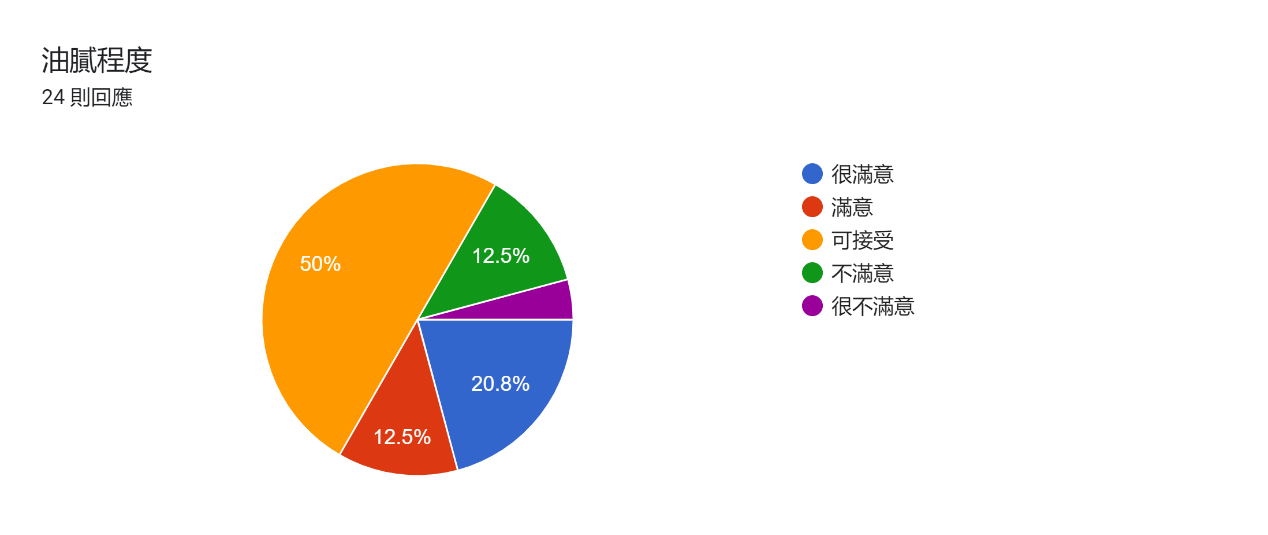 油膩程度
24 則回應
50%
12.5%
20.8%
12.5%
很滿意
滿意
可接受
不滿意
很不滿意